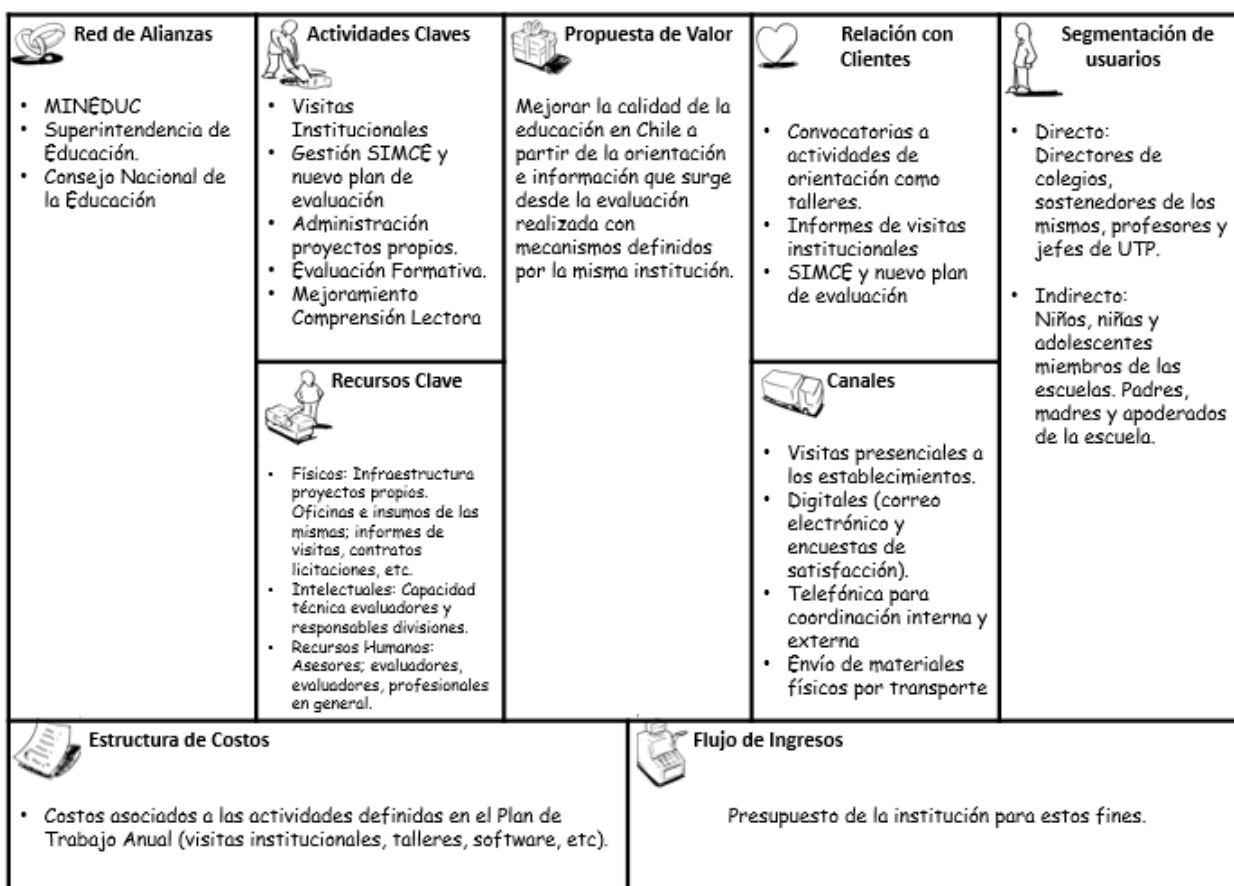 Red de Alianzas
• MINEDUC
• Superintendencia de
Educación.
• Consejo Nacional de
la Educación
Actividades Claves
• Visitas
Institucionales
• Gestión SIMCE y
nuevo plan de
evaluación
• Administración
proyectos propios.
• Evaluación Formativa.
• Mejoramiento
Comprensión Lectora
Recursos Clave
• Físicos: Infraestructura
proyectos propios.
Oficinas e insumos de las
mismas; informes de
visitas, contratos
licitaciones, etc.
• Intelectuales: Capacidad
técnica evaluadores y
responsables divisiones.
• Recursos Humanos:
Asesores; evaluadores,
evaluadores, profesionales
en general.
Propuesta de Valor
Mejorar la calidad de la
educación en Chile a
partir de la orientación
e información que surge
desde la evaluación
realizada con
mecanismos definidos
por la misma institución.
Relación con
Clientes
• Convocatorias a
actividades de
orientación como
talleres.
• Informes de visitas
institucionales
• SIMCE y nuevo plan
de evaluación
Canales
• Visitas presenciales a
los establecimientos.
• Digitales (correo
electrónico y
encuestas de
satisfacción).
• Telefónica para
coordinación interna y
externa
• Envío de materiales
físicos por transporte
Segmentación de
usuarios
• Directo:
Directores de
colegios,
sostenedores de los
mismos, profesores y
jefes de UTP.
• Indirecto:
Niños, niñas y
adolescentes
miembros de las
escuelas. Padres,
madres y apoderados
de la escuela.
Estructura de Costos
• Costos asociados a las actividades definidas en el Plan de
Trabajo Anual (visitas institucionales, talleres, software, etc).
Flujo de Ingresos
Presupuesto de la institución para estos fines.